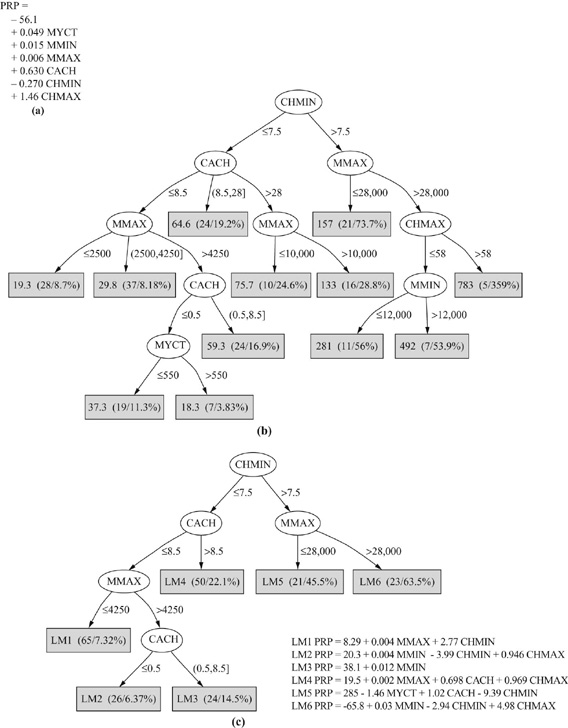 PRP =
– 56.1
+ 0.049 MYCT
+ 0.015 MMIN
+ 0.006 MMAX
+ 0.630 CACH
– 0.270 CHMIN
+ 1.46 CHMAX
(a)
CHMIN
≤7.5 >7.5
CACH MMAX
≤8.5 (8.5,28] >28 ≤28,000 >28,000
MMAX 64.6 (24/19.2%) MMAX 157 (21/73.7%) CHMAX
≤2500 (2500,4250] >4250 ≤10,000 >10,000 ≤58 >58
19.3 (28/8.7%) 29.8 (37/8.18%) CACH 75.7 (10/24.6%) 133 (16/28.8%) MMIN 783 (5/359%)
≤0.5 (0.5,8.5] ≤12,000 >12,000
MYCT 59.3 (24/16.9%) 281 (11/56%) 492 (7/53.9%)
≤550 >550
37.3 (19/11.3%) 18.3 (7/3.83%)
(b)
CHMIN
≤7.5 >7.5
CACH MMAX
≤8.5 >8.5 ≤28,000 >28,000
MMAX LM4 (50/22.1%) LM5 (21/45.5%) LM6 (23/63.5%)
≤4250 >4250
LM1 (65/7.32%) CACH
≤0.5 (0.5,8.5]
LM2 (26/6.37%) LM3 (24/14.5%)
LM1 PRP = 8.29 + 0.004 MMAX + 2.77 CHMIN
LM2 PRP = 20.3 + 0.004 MMIN - 3.99 CHMIN + 0.946 CHMAX
LM3 PRP = 38.1 + 0.012 MMIN
LM4 PRP = 19.5 + 0.002 MMAX + 0.698 CACH + 0.969 CHMAX
LM5 PRP = 285 - 1.46 MYCT + 1.02 CACH - 9.39 CHMIN
LM6 PRP = -65.8 + 0.03 MMIN - 2.94 CHMIN + 4.98 CHMAX
(c)